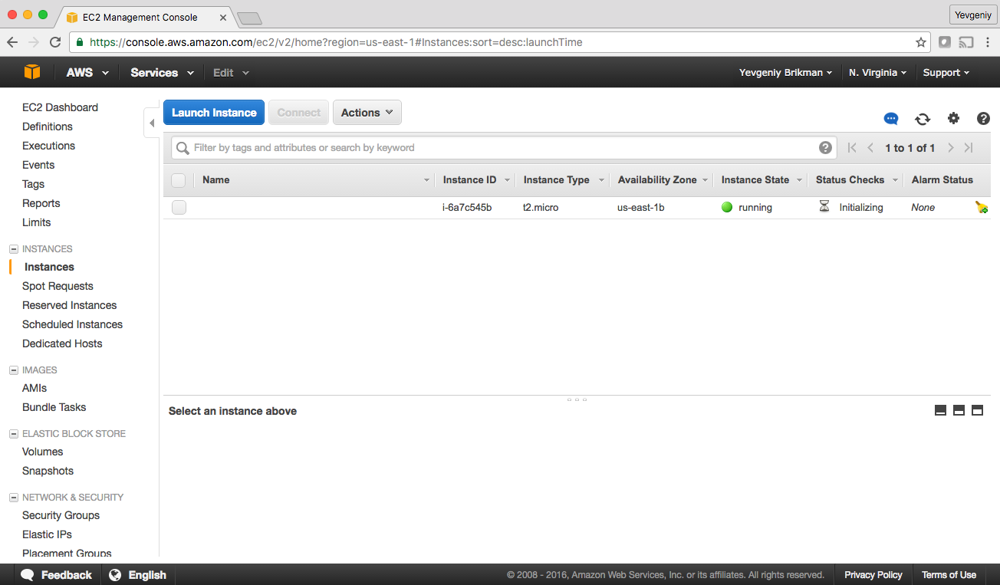 EC2 Management Console
Yevgeniy
https://console.aws.amazon.com/ec2/v2/home?region=us-east-1#Instances:sort=desc:launchTime
AWS Services Edit Yevgeniy Brikman N. Virginia Support
EC2 Dashboard
Definitions
Executions
Events
Tags
Reports
Limits
INSTANCES
Instances
Spot Requests
Reserved Instances
Scheduled Instances
Dedicated Hosts
IMAGES
AMIs
Bundle Tasks
ELASTIC BLOCK STORE
Volumes
Snapshots
NETWORK & SECURITY
Security Groups
Elastic IPs
Placement Groups
Launch Instance Connect Actions
Filter by tags and attributes or search by keyword 1 to 1 of 1
Name Instance ID Instance Type Availability Zone Instance State Status Checks Alarm Status
i-6a7c545b t2.micro us-east-1b running Initializing None
Select an instance above
Feedback English © 2008 - 2016, Amazon Web Services, Inc. or its affiliates. All rights reserved. Privacy Policy Terms of Use